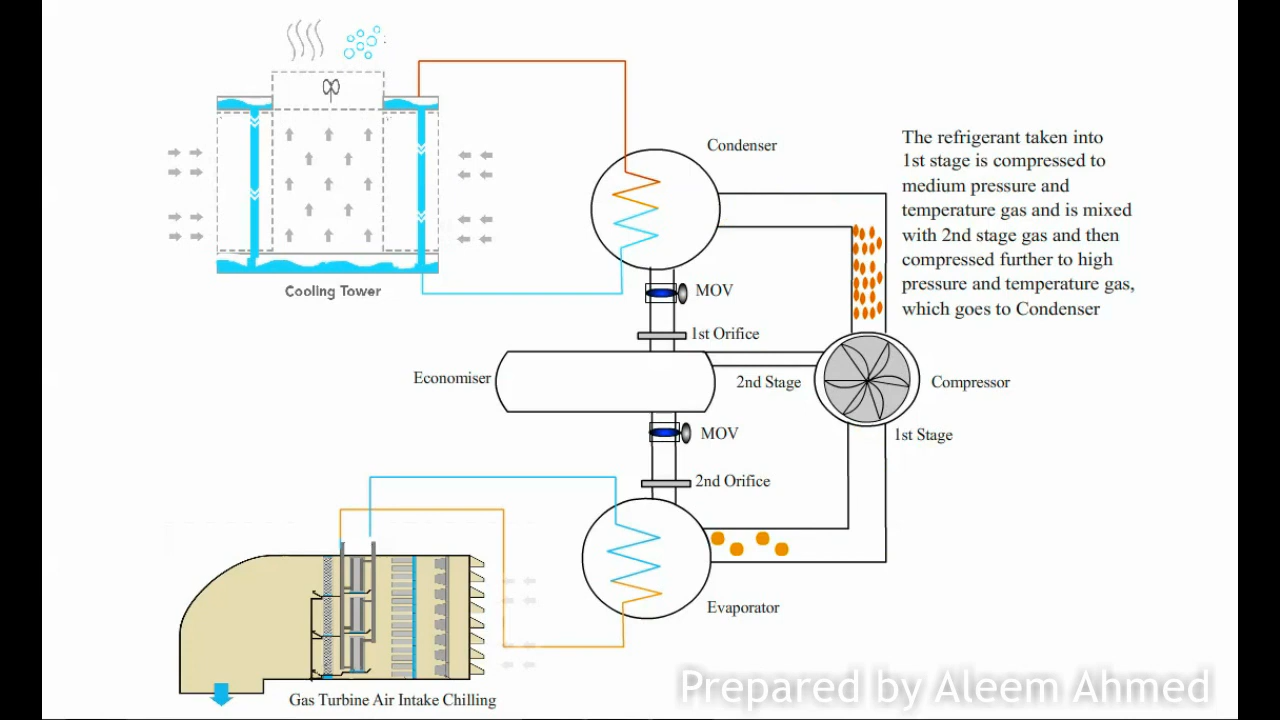 Condenser
The refrigerant taken into
1st stage is compressed to
medium pressure and
temperature gas and is mixed
with 2nd stage gas and then
compressed further to high
pressure and temperature gas,
which goes to Condenser
Cooling Tower
MOV
1st Orifice
Economiser
2nd Stage
Compressor
MOV
1st Stage
2nd Orifice
Evaporator
Gas Turbine Air Intake Chilling
Prepared by Aleem Ahmed